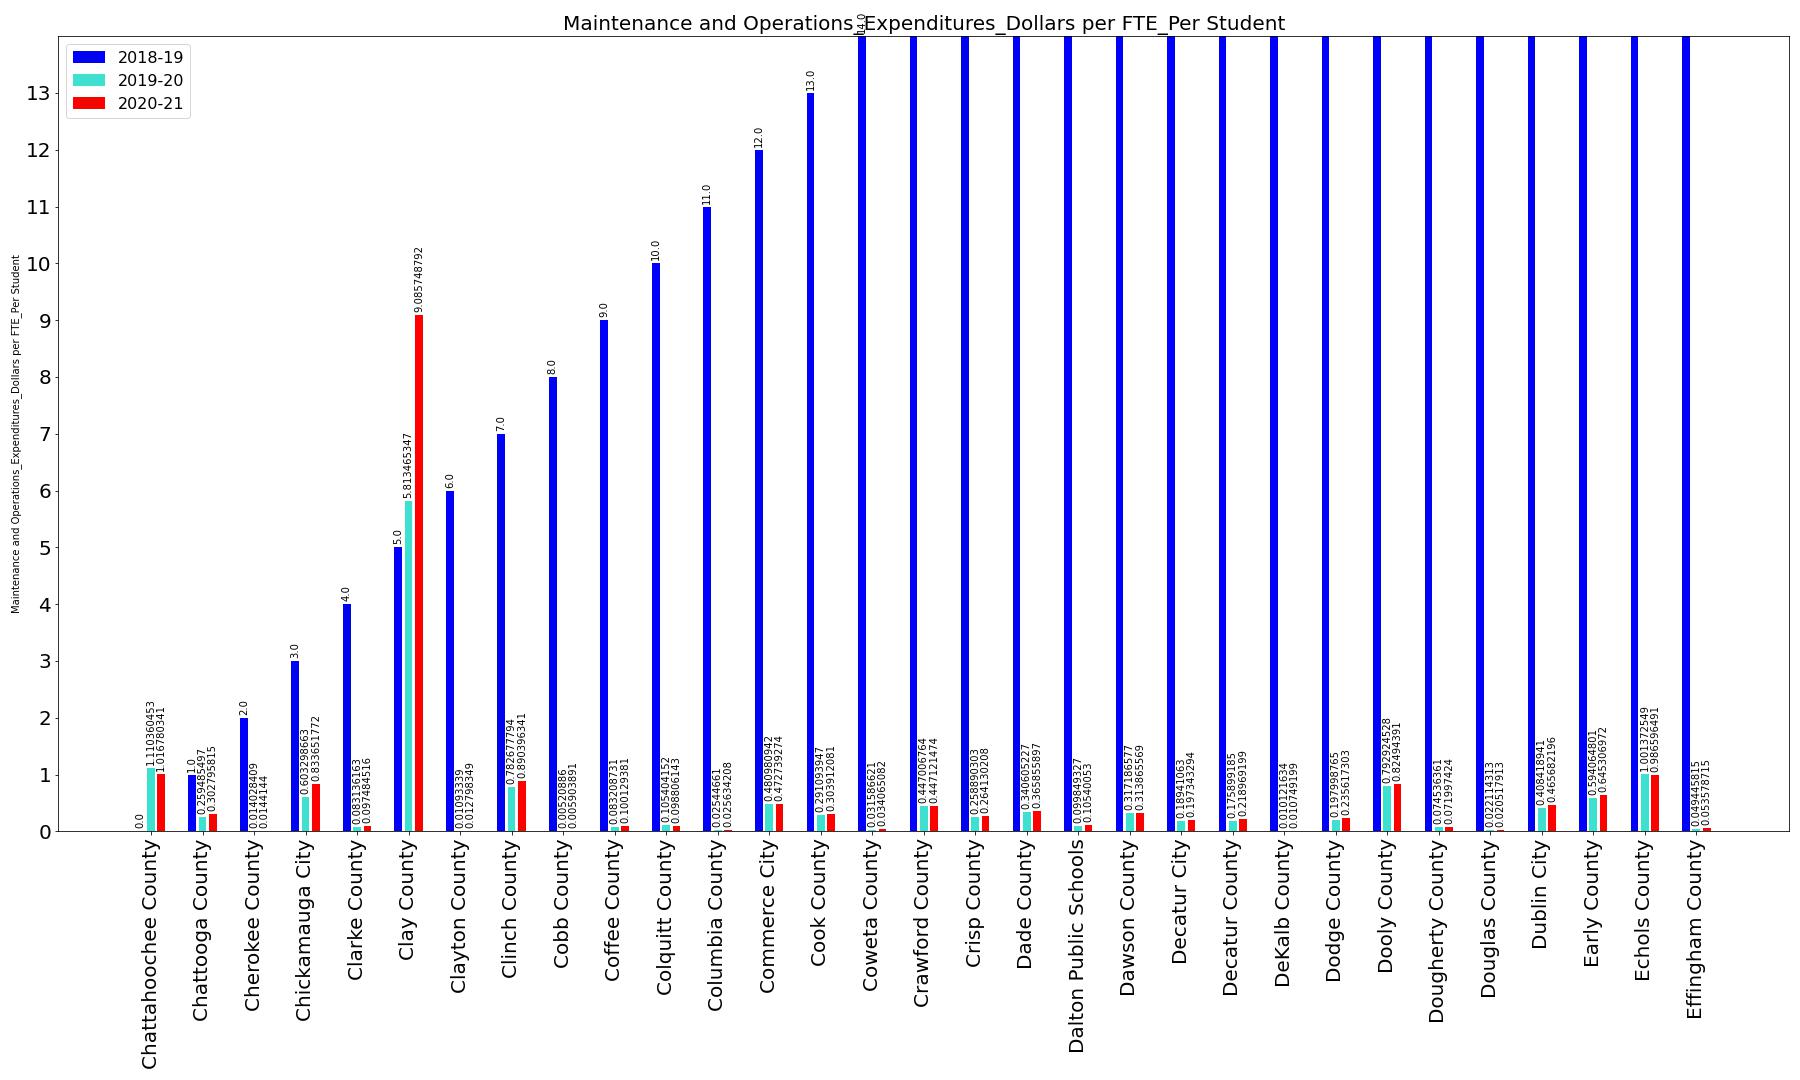 Maintenance and Operations_Expenditures_Dollars per FTE_Per Student
2018-19
2019-20
2020-21
Maintenance and Operations_Expenditures_Dollars per FTE_Per Student
13
12
11
10
9
8
7
6
5
4
3
2
1
0
0.0
1.110360453
1.016780341
1.0
0.259485497
0.302795815
2.0
0.014028409
0.0144144
3.0
0.603298663
0.833651772
4.0
0.083136163
0.097484516
5.0
5.813465347
9.085748792
6.0
0.01093339
0.012798349
7.0
0.782677794
0.890396341
8.0
0.00520886
0.005903891
9.0
0.08320873
0.100129381
10.0
0.105404152
0.098806143
11.0
0.02544661
0.025634208
12.0
0.480980942
0.472739274
13.0
0.291093947
0.303912081
14.0
0.031586621
0.034065082
0.447006764
0.447121474
0.258890303
0.264130208
0.340605227
0.365855897
0.09984932
0.10540053
0.317186577
0.313865569
0.18941063
0.197343294
0.175899185
0.218969199
0.010121634
0.010749199
0.197998765
0.235617303
0.792924528
0.82494391
0.074536361
0.071997424
0.022114313
0.020517913
0.408418941
0.465682196
0.594064801
0.645306972
1.001372549
0.986596491
0.049445815
0.053578715
Chattahoochee County
Chattooga County
Cherokee County
Chickamauga City
Clarke County
Clay County
Clayton County
Clinch County
Cobb County
Coffee County
Colquitt County
Columbia County
Commerce City
Cook County
Coweta County
Crawford County
Crisp County
Dade County
Dalton Public Schools
Dawson County
Decatur City
Decatur County
DeKalb County
Dodge County
Dooly County
Dougherty County
Douglas County
Dublin City
Early County
Echols County
Effingham County